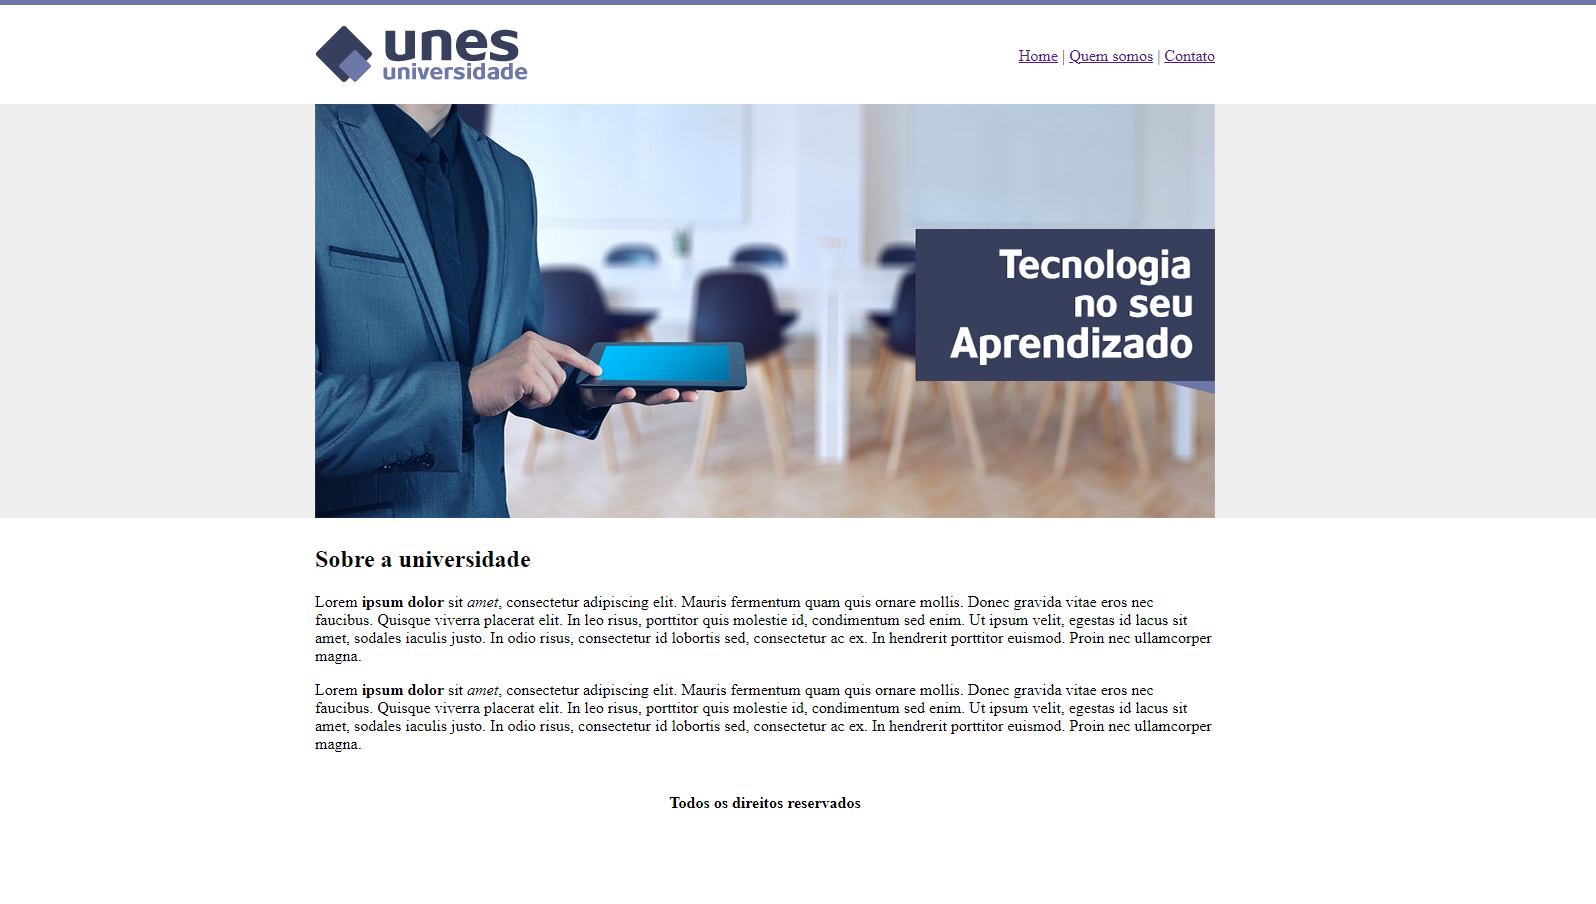 unes
universidade
Home | Quem somos | Contato
Tecnologia
no seu
Aprendizado
Sobre a universidade
Lorem ipsum dolor sit amet, consectetur adipiscing elit. Mauris fermentum quam quis ornare mollis. Donec gravida vitae eros nec
faucibus. Quisque viverra placerat elit. In leo risus, porttitor quis molestie id, condimentum sed enim. Ut ipsum velit, egestas id lacus sit
amet, sodales iaculis justo. In odio risus, consectetur id lobortis sed, consectetur ac ex. In hendrerit porttitor euismod. Proin nec ullamcorper
magna.
Lorem ipsum dolor sit amet, consectetur adipiscing elit. Mauris fermentum quam quis ornare mollis. Donec gravida vitae eros nec
faucibus. Quisque viverra placerat elit. In leo risus, porttitor quis molestie id, condimentum sed enim. Ut ipsum velit, egestas id lacus sit
amet, sodales iaculis justo. In odio risus, consectetur id lobortis sed, consectetur ac ex. In hendrerit porttitor euismod. Proin nec ullamcorper
magna.
Todos os direitos reservados